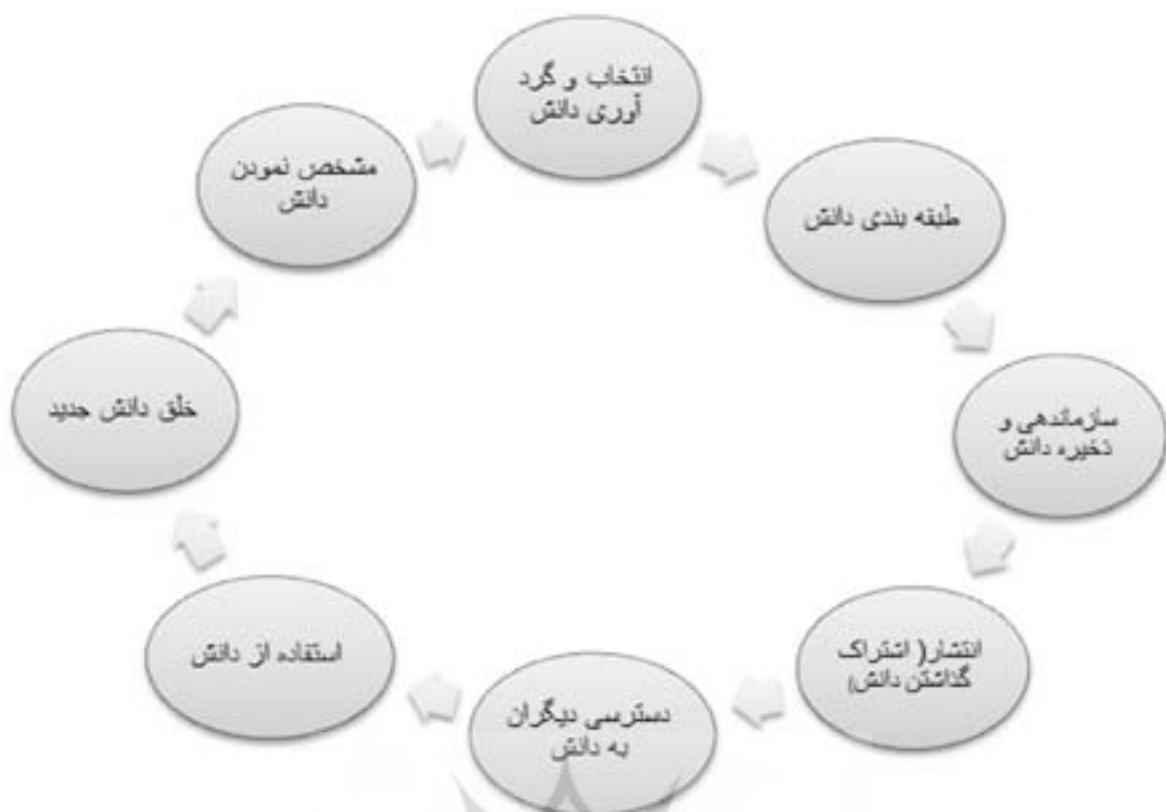 انتخاب و گرد
آوری دانش
طبقه بندی دانش
سازماندهی و
ذخیره دانش
انتشار( اشتراک
گذاشتن دانش)
دسترسی دیگران
به دانش
استفاده از دانش
خلق دانش جدید
مشخص نمودن
دانش